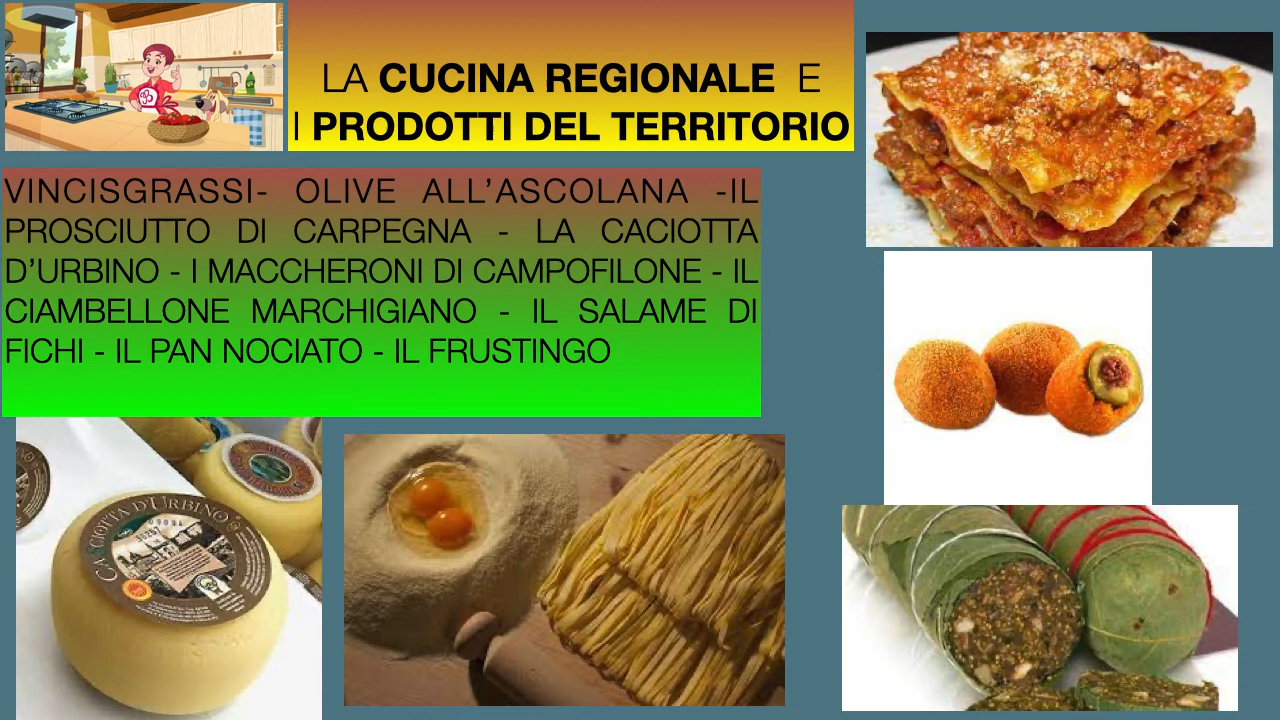 LA CUCINA REGIONALE E
I PRODOTTI DEL TERRITORIO
VINCISGRASSI- OLIVE ALL’ASCOLANA -IL
PROSCIUTTO DI CARPEGNA - LA CACIOTTA
D’URBINO - I MACCHERONI DI CAMPOFILONE - IL
CIAMBELLONE MARCHIGIANO - IL SALAME DI
FICHI - IL PAN NOCIATO - IL FRUSTINGO
CASCIOTTA D'URBINO